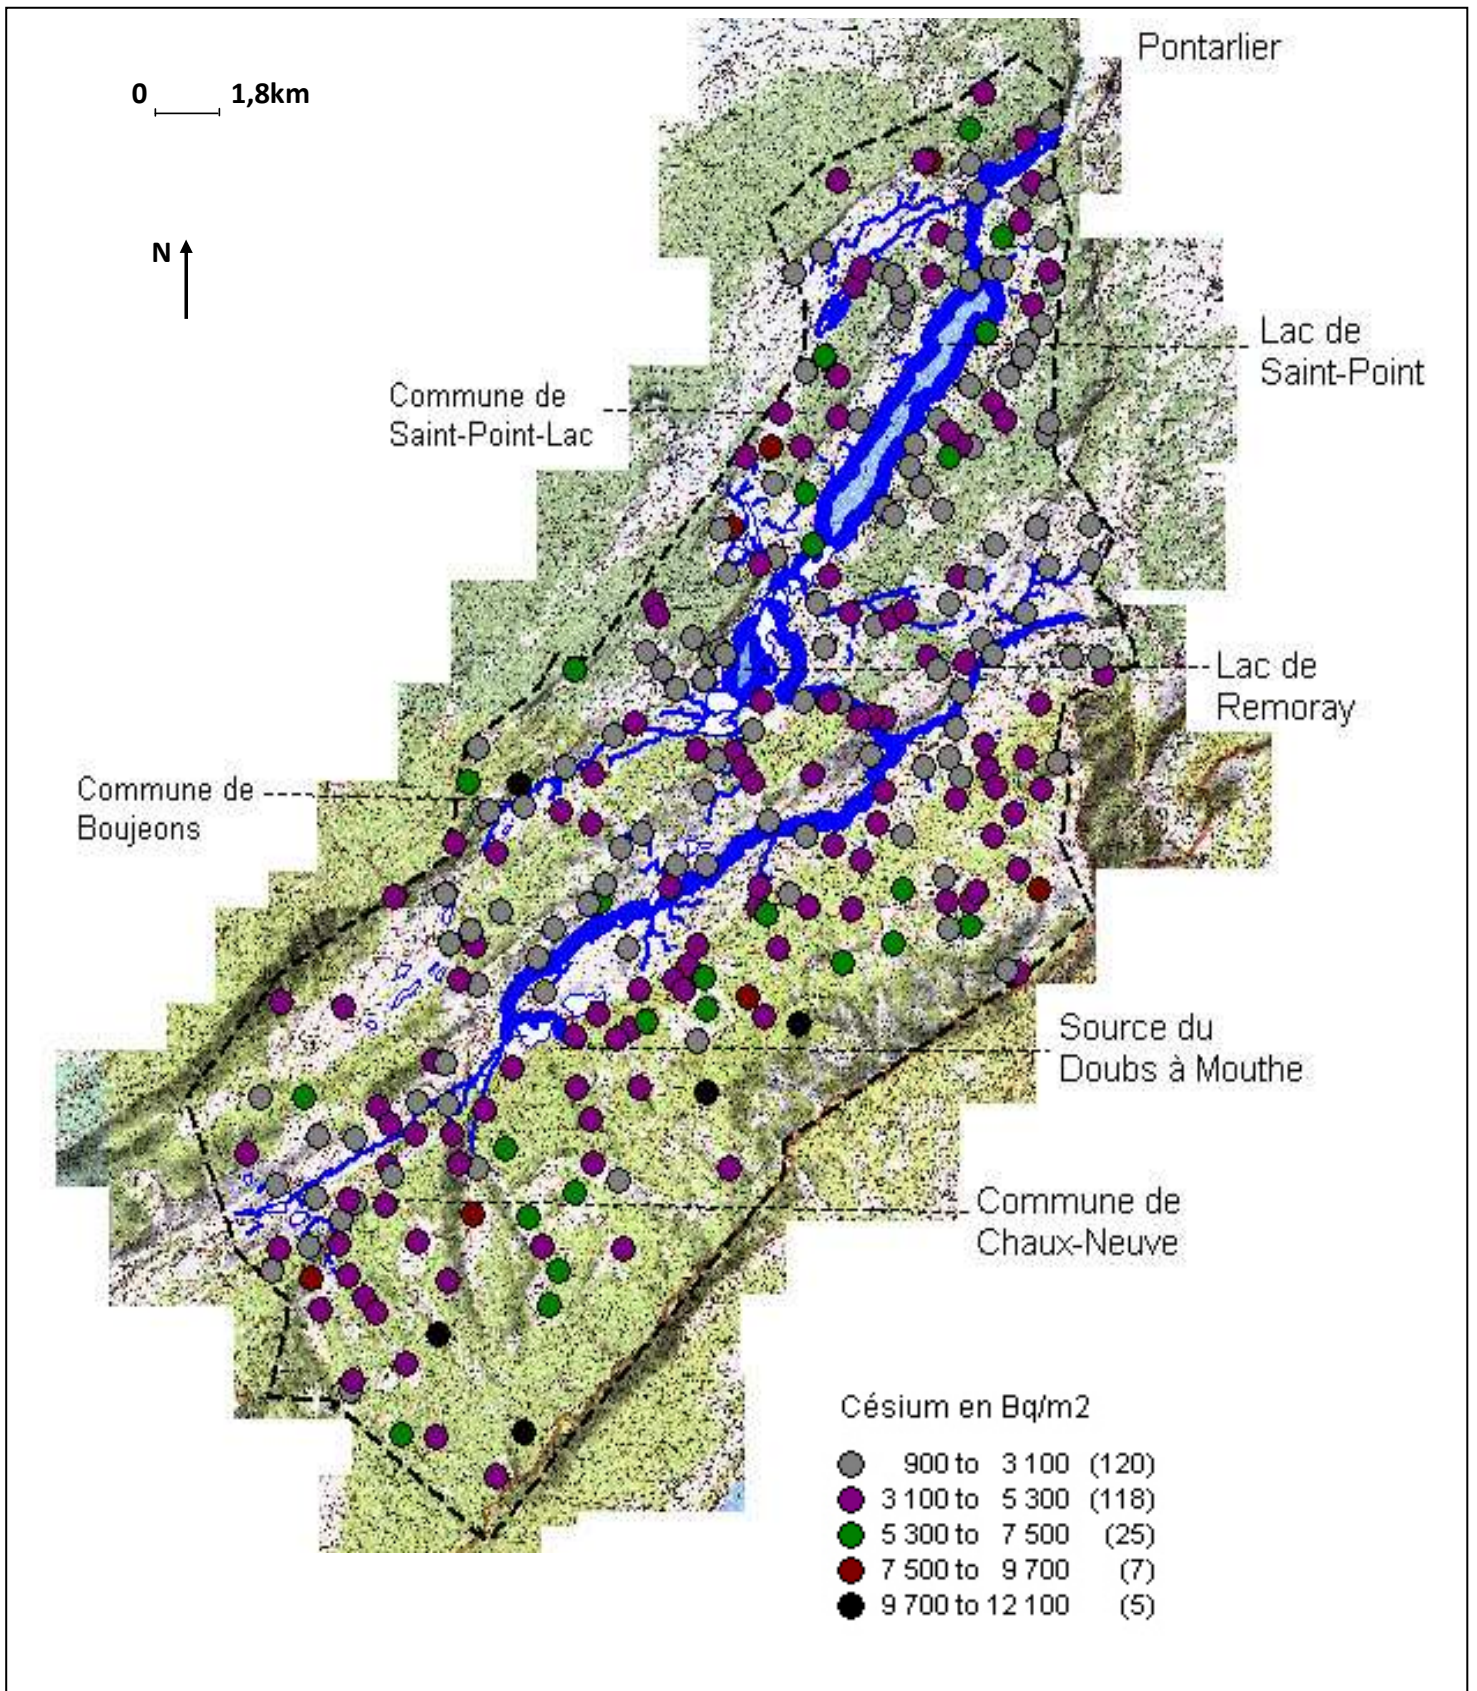 Pontarlier
0 1,8km
N
Lac de
Saint-Point
Commune de
Saint-Point-Lac
Lac de
Remoray
Commune de
Boujeons
Source du
Doubs à Mouthe
Commune de
Chaux-Neuve
Césium en Bq/m2
900 to 3 100 (120)
3 100 to 5 300 (118)
5 300 to 7 500 (25)
7 500 to 9 700 (7)
9 700 to 12 100 (5)